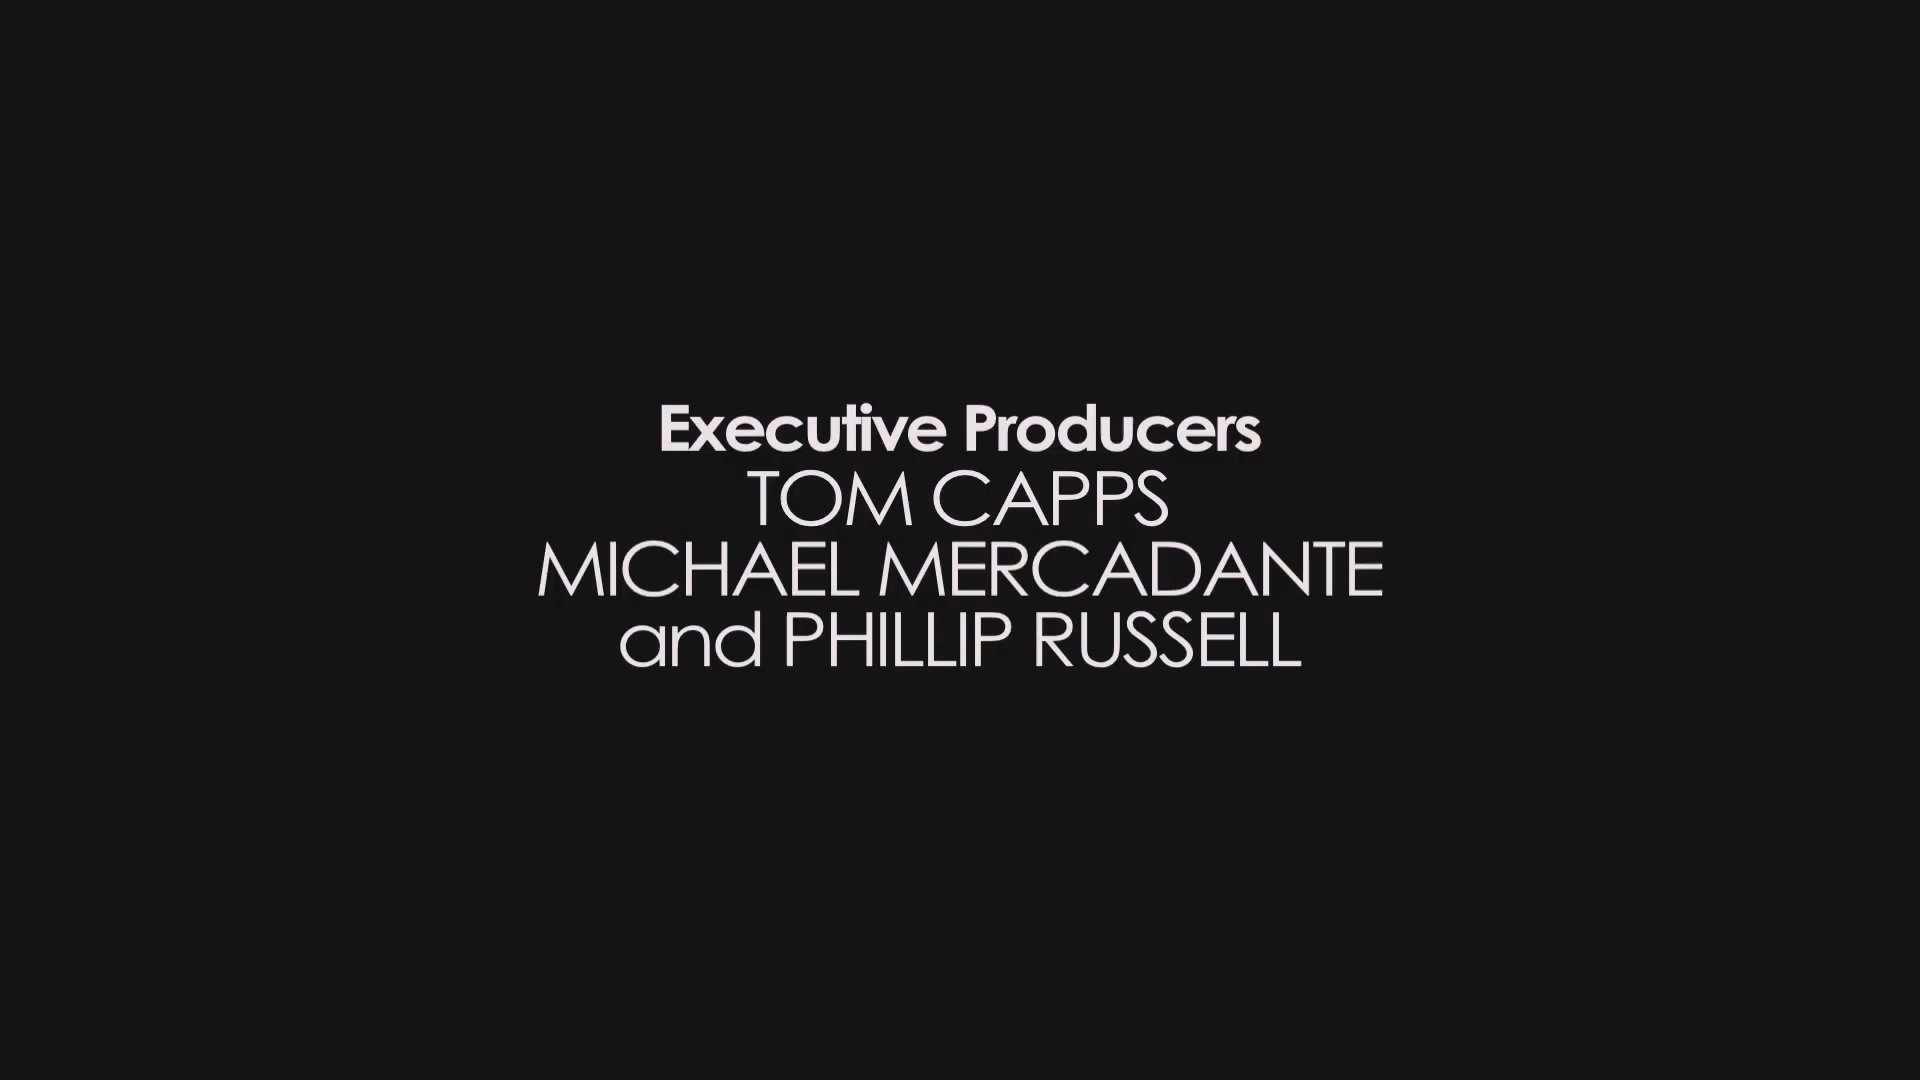 Executive Producers
TOM CAPPS
MICHAEL MERCADANTE
and PHILLIP RUSSELL